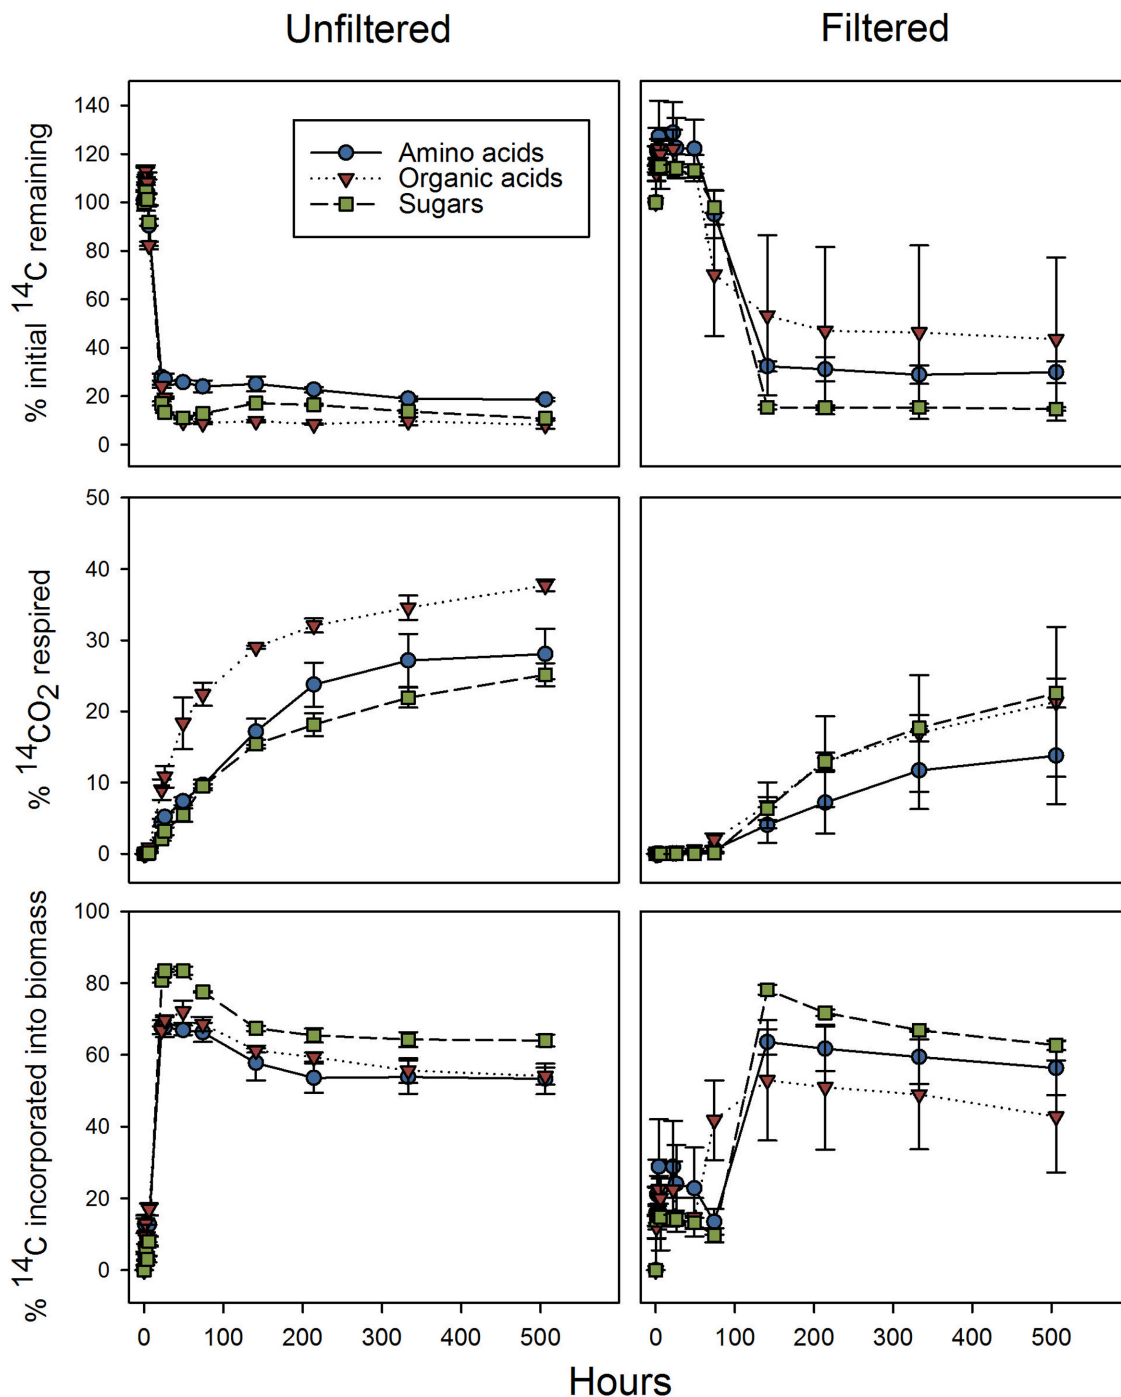 Unfiltered
Filtered
% initial ¹⁴C remaining
140
120
100
80
60
40
20
0
Amino acids
Organic acids
Sugars
% ¹⁴CO₂ respired
50
40
30
20
10
0
% ¹⁴C incorporated into biomass
100
80
60
40
20
0
0 100 200 300 400 500
0 100 200 300 400 500
Hours